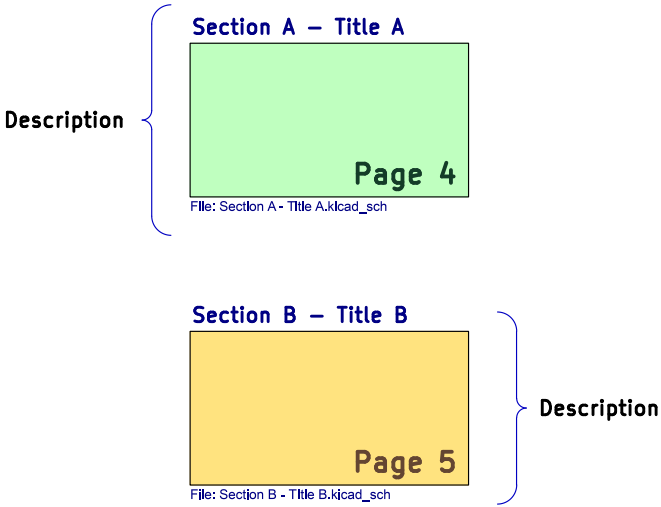 Section A - Title A
Description
Page 4
File: Section A - Title A.kicad_sch
Section B - Title B
Description
Page 5
File: Section B - Title B.kicad_sch